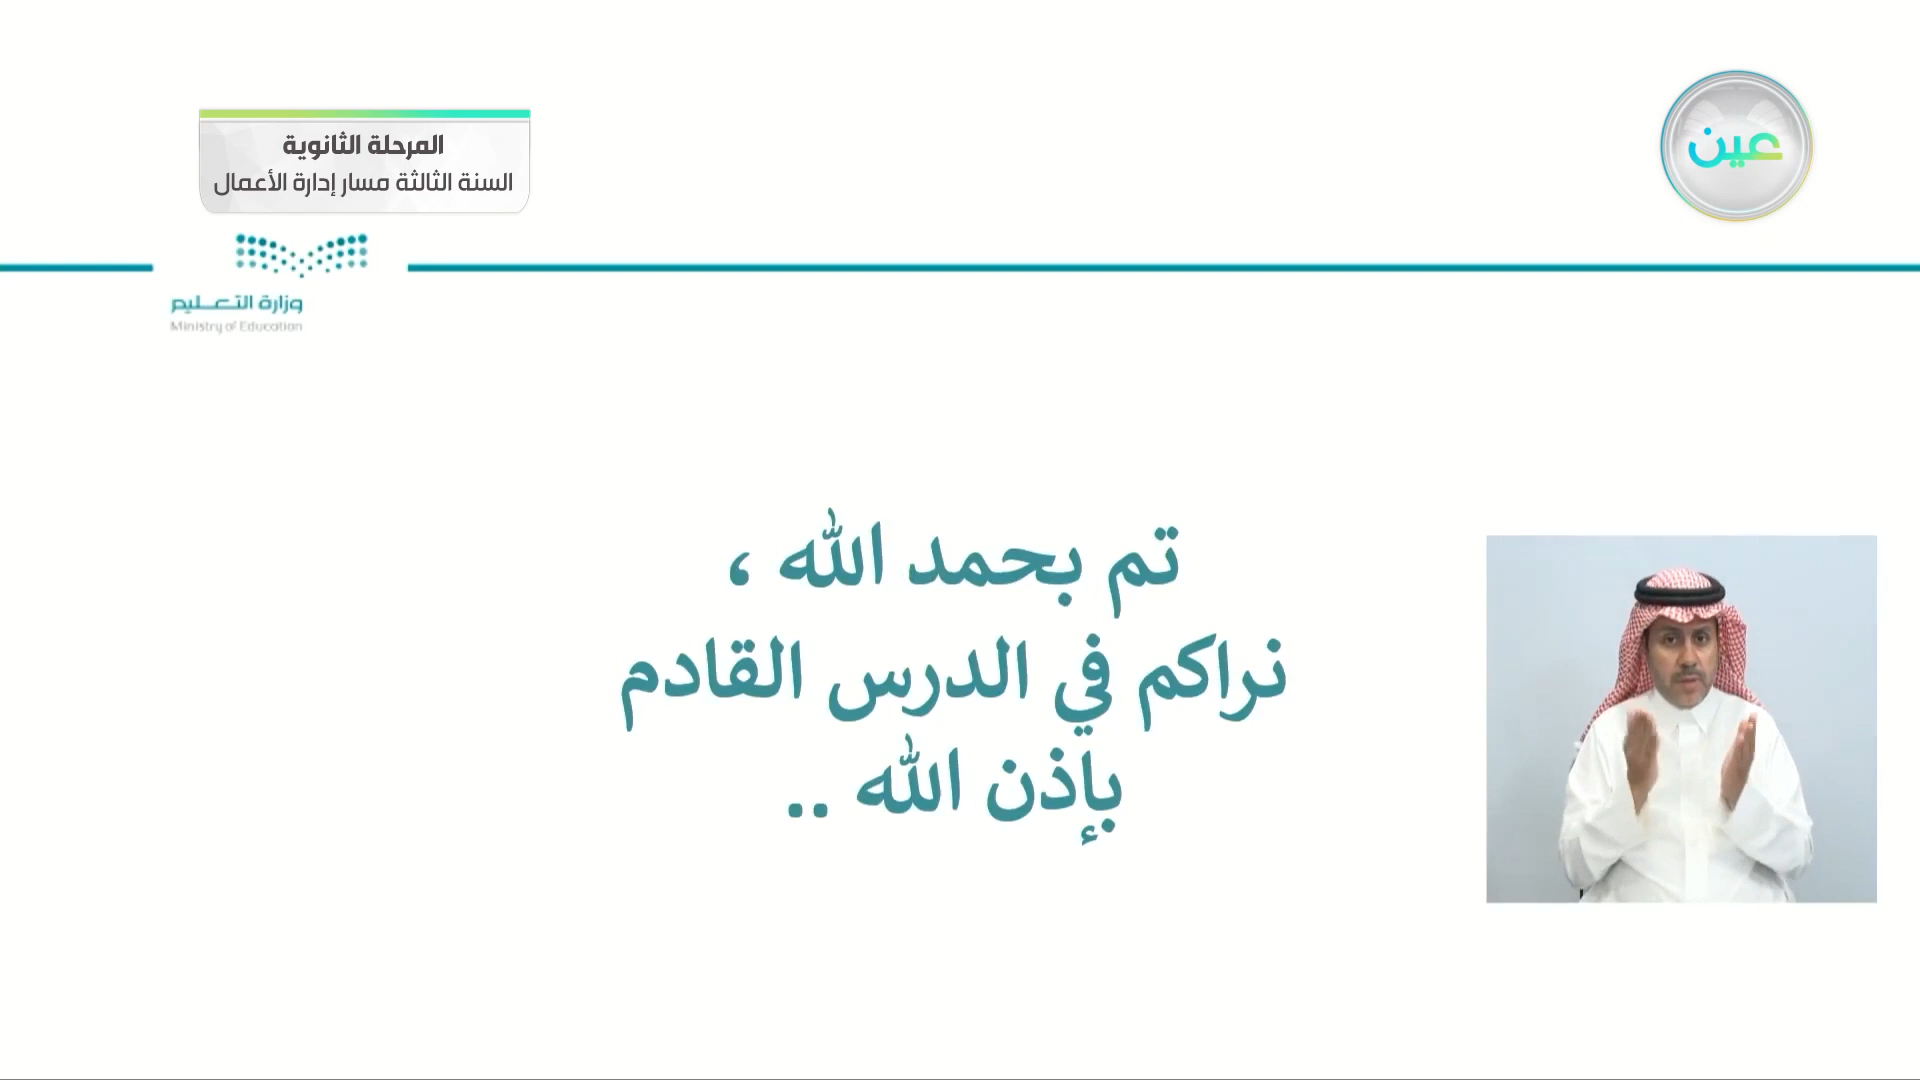 المرحلة الثانوية
السنة الثالثة مسار إدارة الأعمال
عين
وزارة التعليم
Ministry of Education
تم بحمد الله ،
نراكم في الدرس القادم
بإذن الله ..